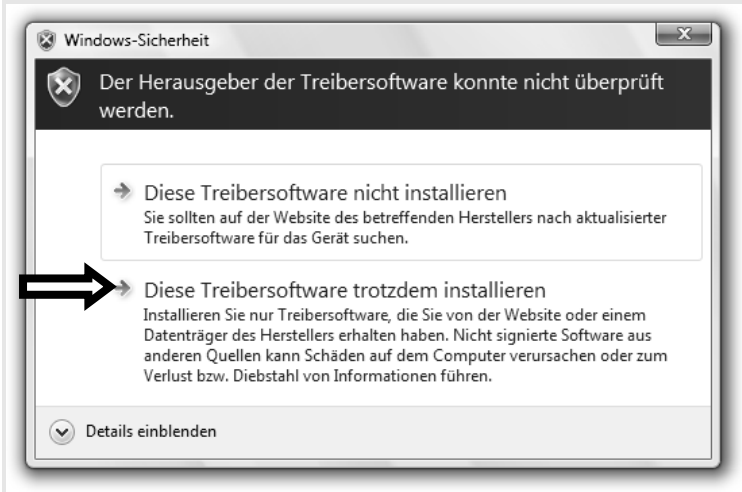 Windows-Sicherheit
Der Herausgeber der Treibersoftware konnte nicht überprüft
werden.
Diese Treibersoftware nicht installieren
Sie sollten auf der Website des betreffenden Herstellers nach aktualisierter
Treibersoftware für das Gerät suchen.
Diese Treibersoftware trotzdem installieren
Installieren Sie nur Treibersoftware, die Sie von der Website oder einem
Datenträger des Herstellers erhalten haben. Nicht signierte Software aus
anderen Quellen kann Schäden auf dem Computer verursachen oder zum
Verlust bzw. Diebstahl von Informationen führen.
Details einblenden